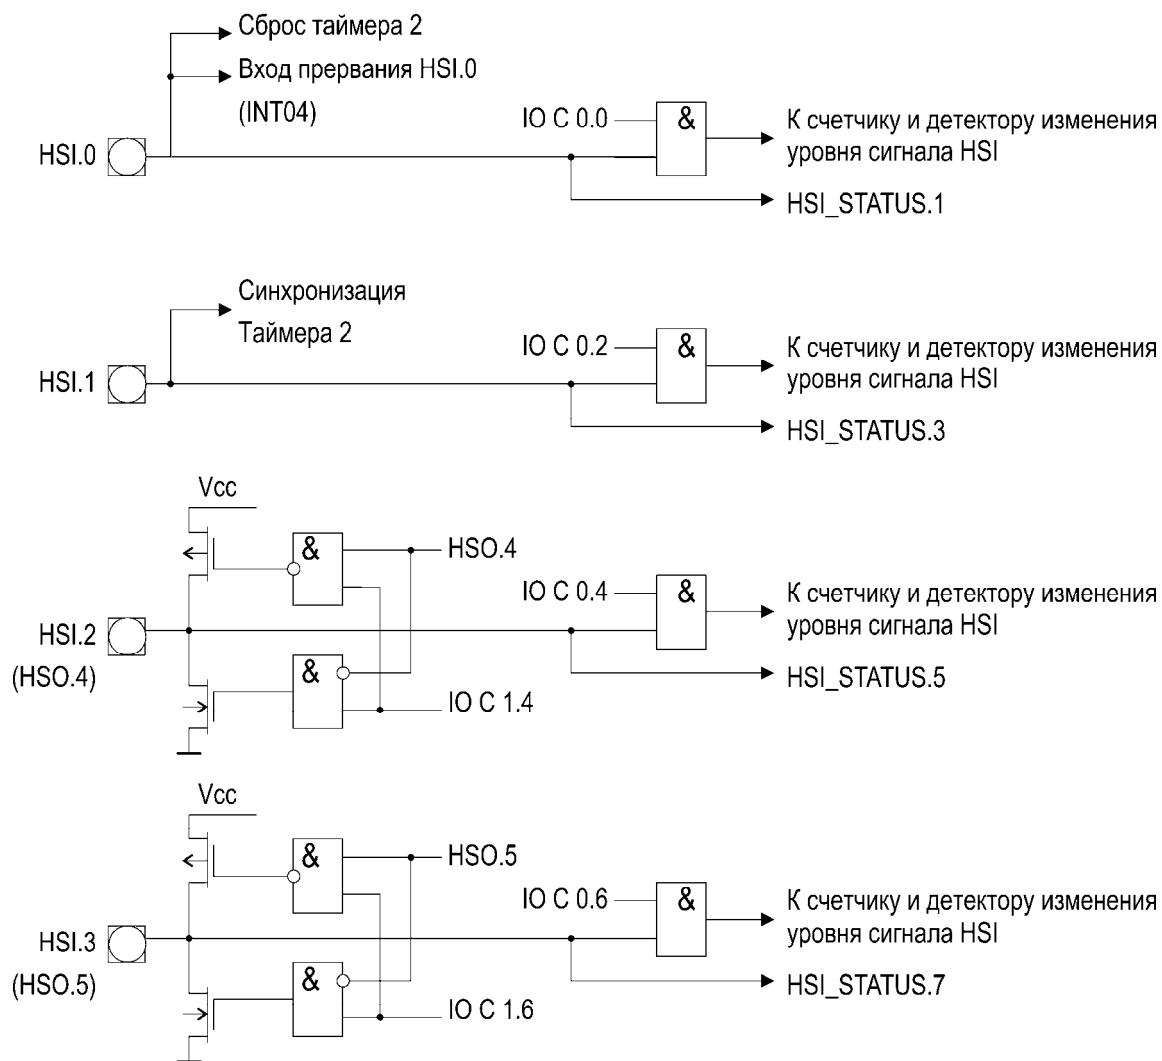 Сброс таймера 2
Вход прервания HSI.0
(INT04)
HSI.0
IO C 0.0
&
К счетчику и детектору изменения
уровня сигнала HSI
HSI_STATUS.1
Синхронизация
Таймера 2
HSI.1
IO C 0.2
&
К счетчику и детектору изменения
уровня сигнала HSI
HSI_STATUS.3
Vcc
&
HSO.4
HSI.2
(HSO.4)
IO C 0.4
&
К счетчику и детектору изменения
уровня сигнала HSI
HSI_STATUS.5
&
IO C 1.4
Vcc
&
HSO.5
HSI.3
(HSO.5)
IO C 0.6
&
К счетчику и детектору изменения
уровня сигнала HSI
HSI_STATUS.7
&
IO C 1.6